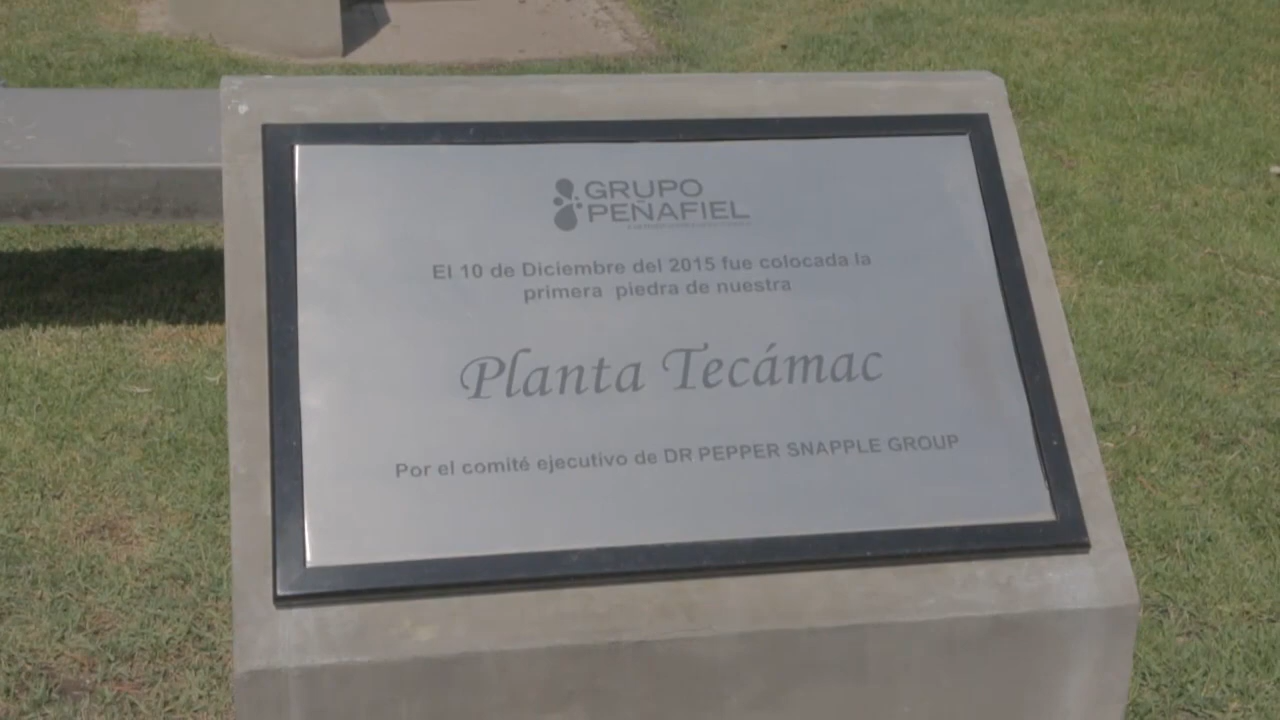 GRUPO
PEÑAFIEL
El 10 de Diciembre del 2015 fue colocada la
primera piedra de nuestra
Planta Tecámac
Por el comité ejecutivo de DR PEPPER SNAPPLE GROUP